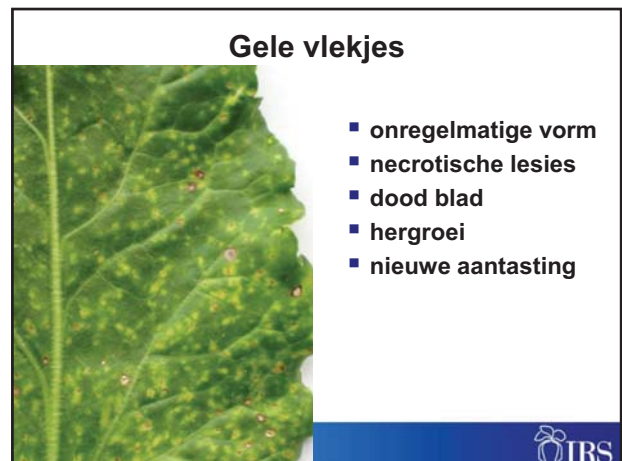 Gele vlekjes
onregelmatige vorm
necrotische lesies
dood blad
hergroei
nieuwe aantasting
IRS